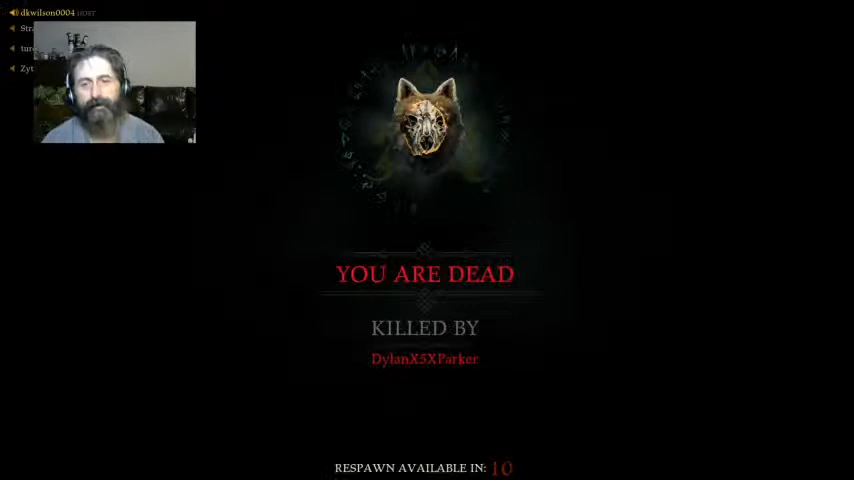 dkwilson0004 HOST
YOU ARE DEAD
KILLED BY
DylanX5XParker
RESPAWN AVAILABLE IN: 10